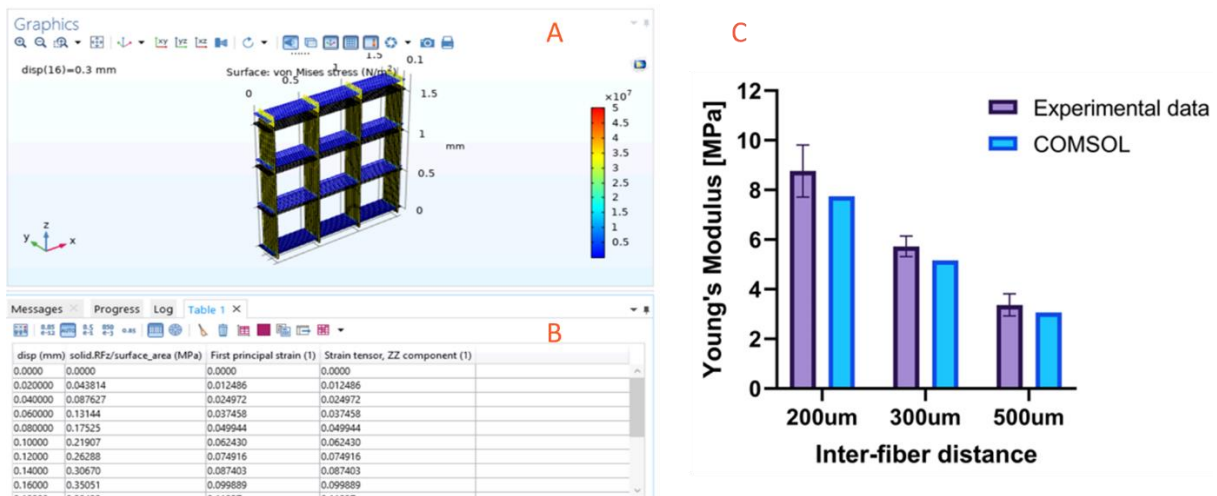 Graphics
A
disp(16)=0.3 mm
Surface: von Mises stress (N/m²)
0
0.5
1
1.5
0.1
1.5
1
0.5
0
mm
×10⁷
5
4.5
4
3.5
3
2.5
2
1.5
1
0.5
z
y
x
Messages Progress Log Table 1
B
disp (mm) solid.RFz/surface_area (MPa) First principal strain (1) Strain tensor, ZZ component (1)
0.0000 0.0000 0.0000 0.0000
0.020000 0.043814 0.012486 0.012486
0.040000 0.087627 0.024972 0.024972
0.060000 0.13144 0.037458 0.037458
0.080000 0.17525 0.049944 0.049944
0.10000 0.21907 0.062430 0.062430
0.12000 0.26288 0.074916 0.074916
0.14000 0.30670 0.087403 0.087403
0.16000 0.35051 0.099889 0.099889
C
Experimental data
COMSOL
Young's Modulus [MPa]
12
10
8
6
4
2
0
200um 300um 500um
Inter-fiber distance